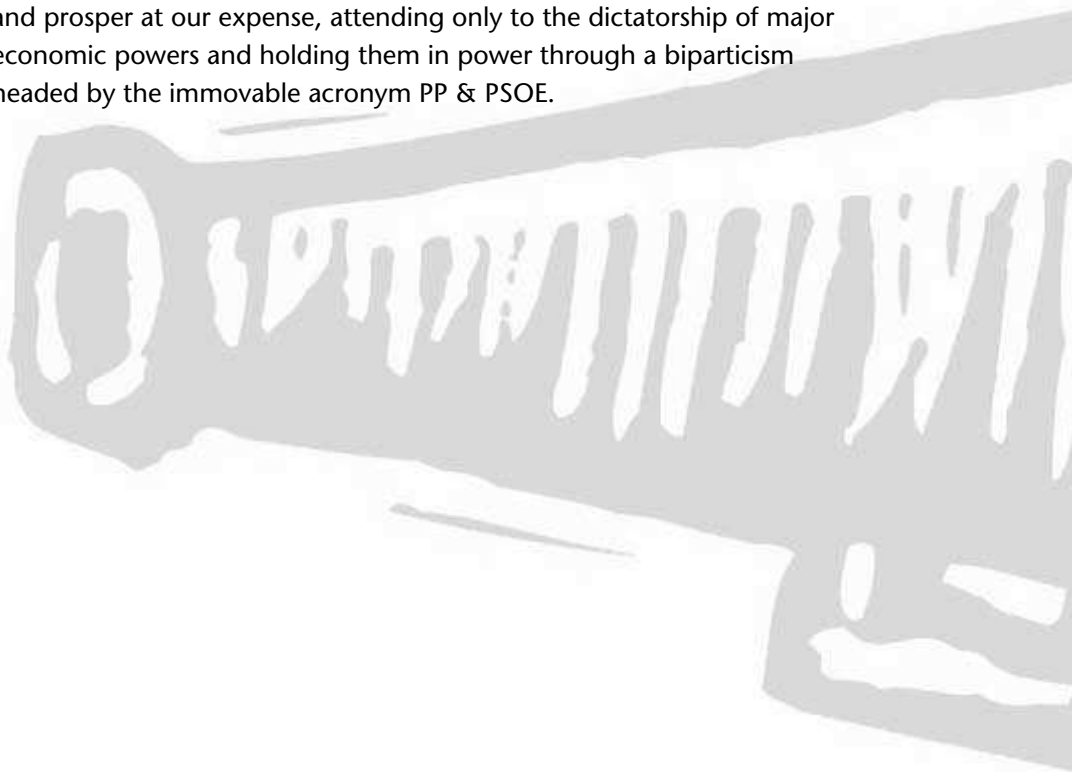 and prosper at our expense, attending only to the dictatorship of major
economic powers and holding them in power through a biparticism
headed by the immovable acronym PP & PSOE.